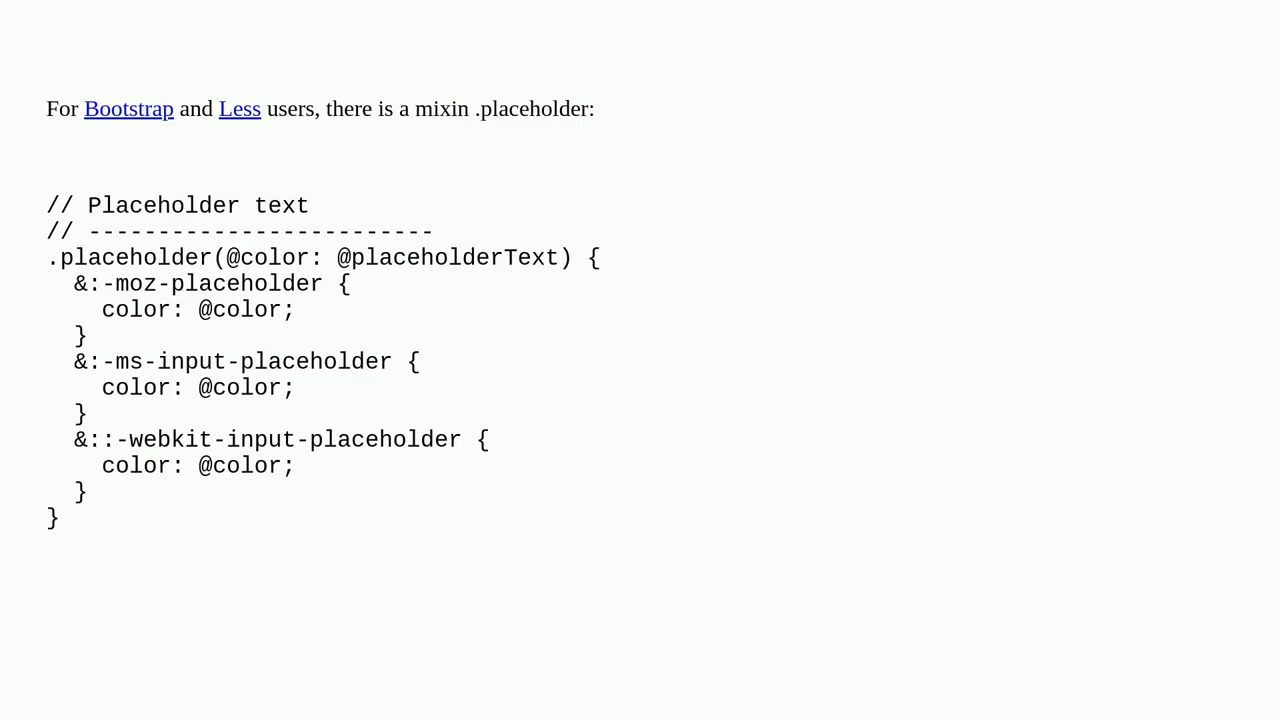 For Bootstrap and Less users, there is a mixin .placeholder:
// Placeholder text
// -------------------------
.placeholder(@color: @placeholderText) {
  &:-moz-placeholder {
    color: @color;
  }
  &:-ms-input-placeholder {
    color: @color;
  }
  &::-webkit-input-placeholder {
    color: @color;
  }
}